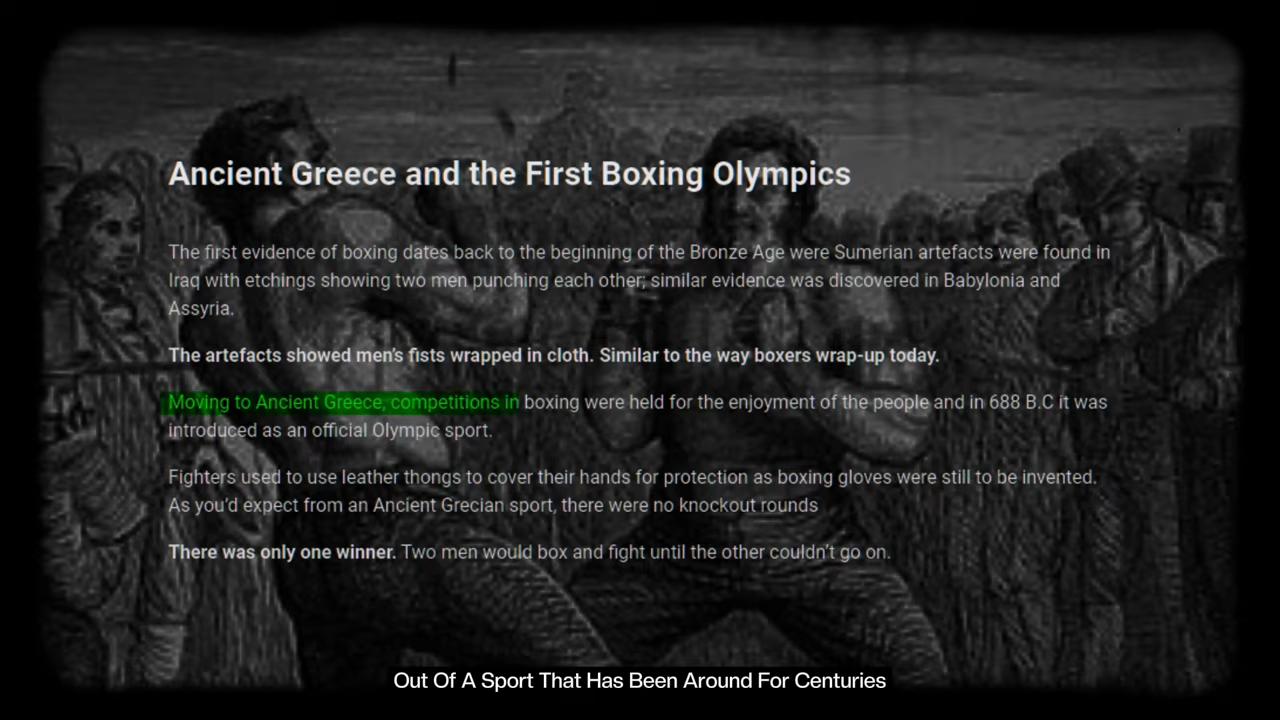 Ancient Greece and the First Boxing Olympics
The first evidence of boxing dates back to the beginning of the Bronze Age were Sumerian artefacts were found in
Iraq with etchings showing two men punching each other; similar evidence was discovered in Babylonia and
Assyria.
The artefacts showed men's fists wrapped in cloth. Similar to the way boxers wrap-up today.
Moving to Ancient Greece, competitions in boxing were held for the enjoyment of the people and in 688 B.C it was
introduced as an official Olympic sport.
Fighters used to use leather thongs to cover their hands for protection as boxing gloves were still to be invented.
As you'd expect from an Ancient Grecian sport, there were no knockout rounds
There was only one winner. Two men would box and fight until the other couldn't go on.
Out Of A Sport That Has Been Around For Centuries